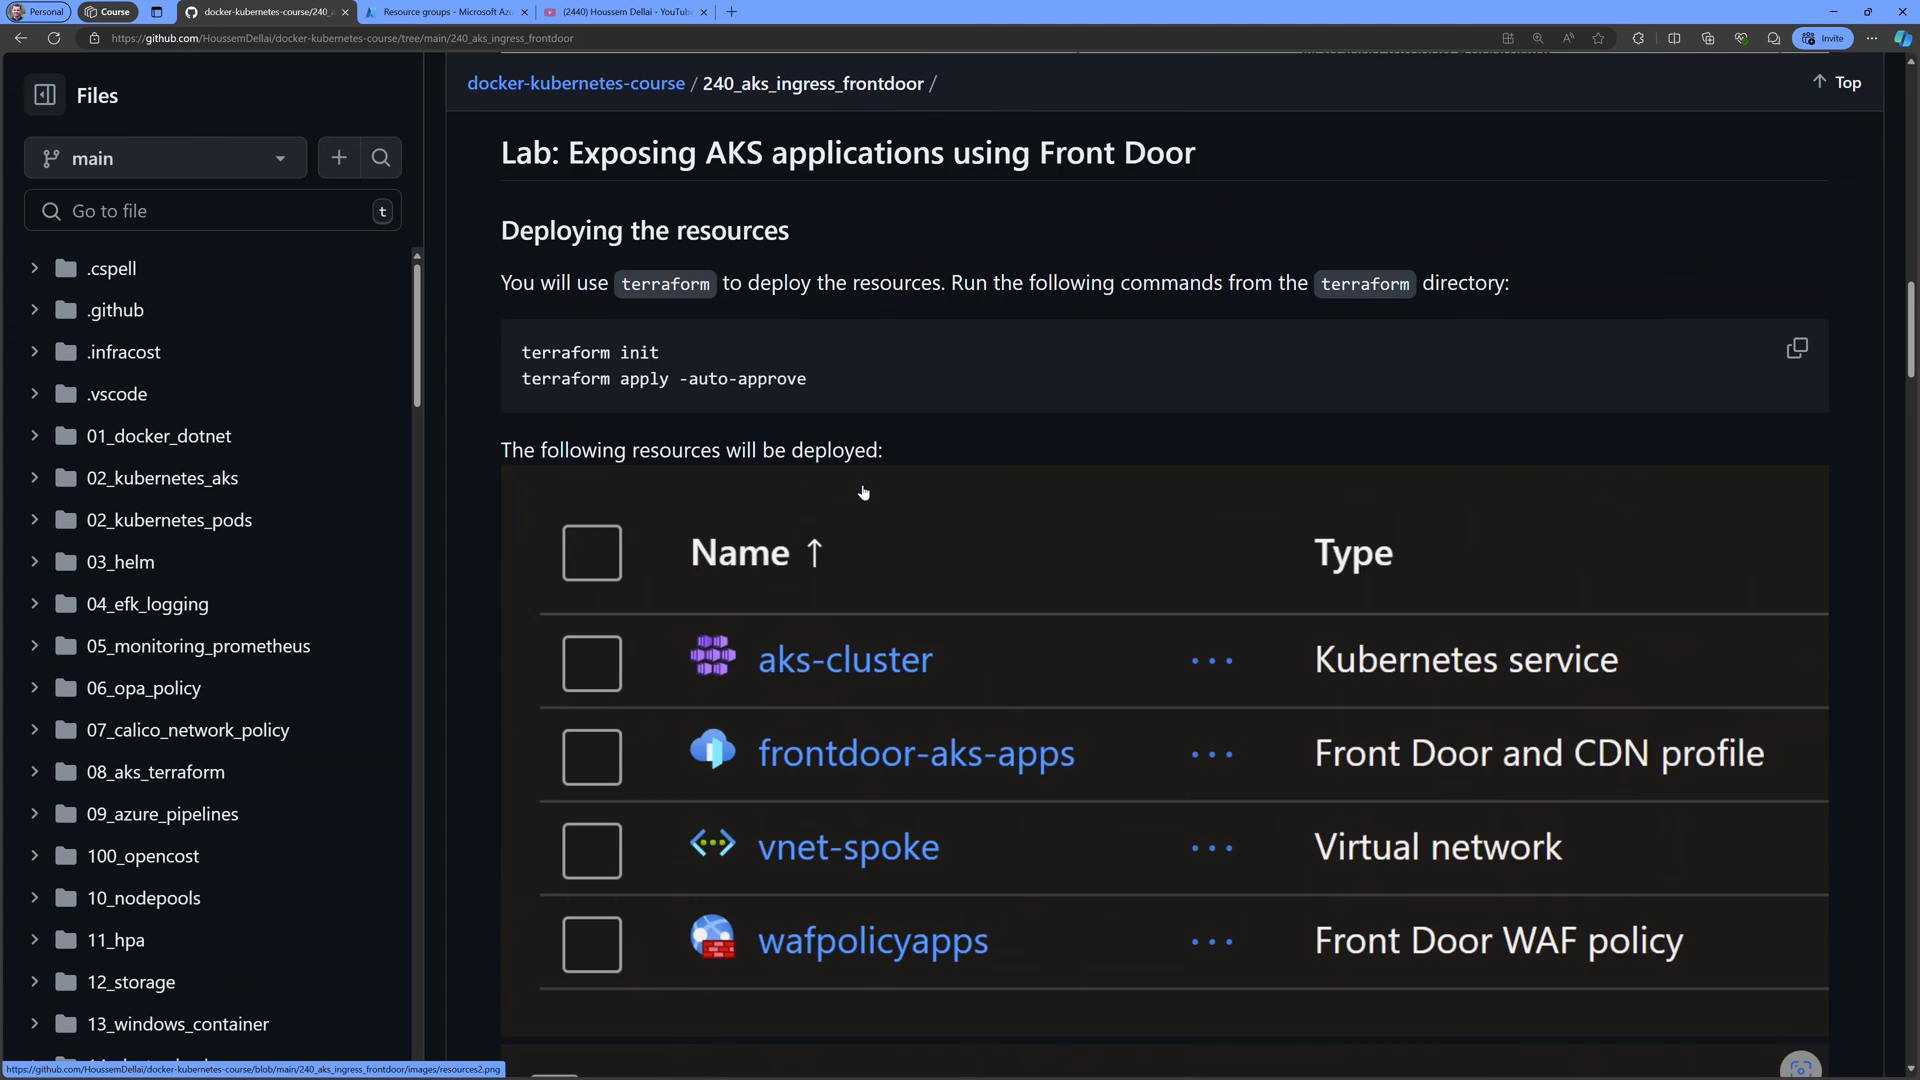 Personal
Course
docker-kubernetes-course/240_
Resource groups - Microsoft Az
(2440) Houssem Dellai - YouTub
https://github.com/HoussemDellai/docker-kubernetes-course/tree/main/240_aks_ingress_frontdoor
Invite
Files
main
Go to file
t
.cspell
.github
.infracost
.vscode
01_docker_dotnet
02_kubernetes_aks
02_kubernetes_pods
03_helm
04_efk_logging
05_monitoring_prometheus
06_opa_policy
07_calico_network_policy
08_aks_terraform
09_azure_pipelines
100_opencost
10_nodepools
11_hpa
12_storage
13_windows_container
docker-kubernetes-course / 240_aks_ingress_frontdoor /
Top
Lab: Exposing AKS applications using Front Door
Deploying the resources
You will use terraform to deploy the resources. Run the following commands from the terraform directory:
terraform init
terraform apply -auto-approve
The following resources will be deployed:
Name ↑ Type
aks-cluster ... Kubernetes service
frontdoor-aks-apps ... Front Door and CDN profile
vnet-spoke ... Virtual network
wafpolicyapps ... Front Door WAF policy
https://github.com/HoussemDellai/docker-kubernetes-course/blob/main/240_aks_ingress_frontdoor/images/resources2.png